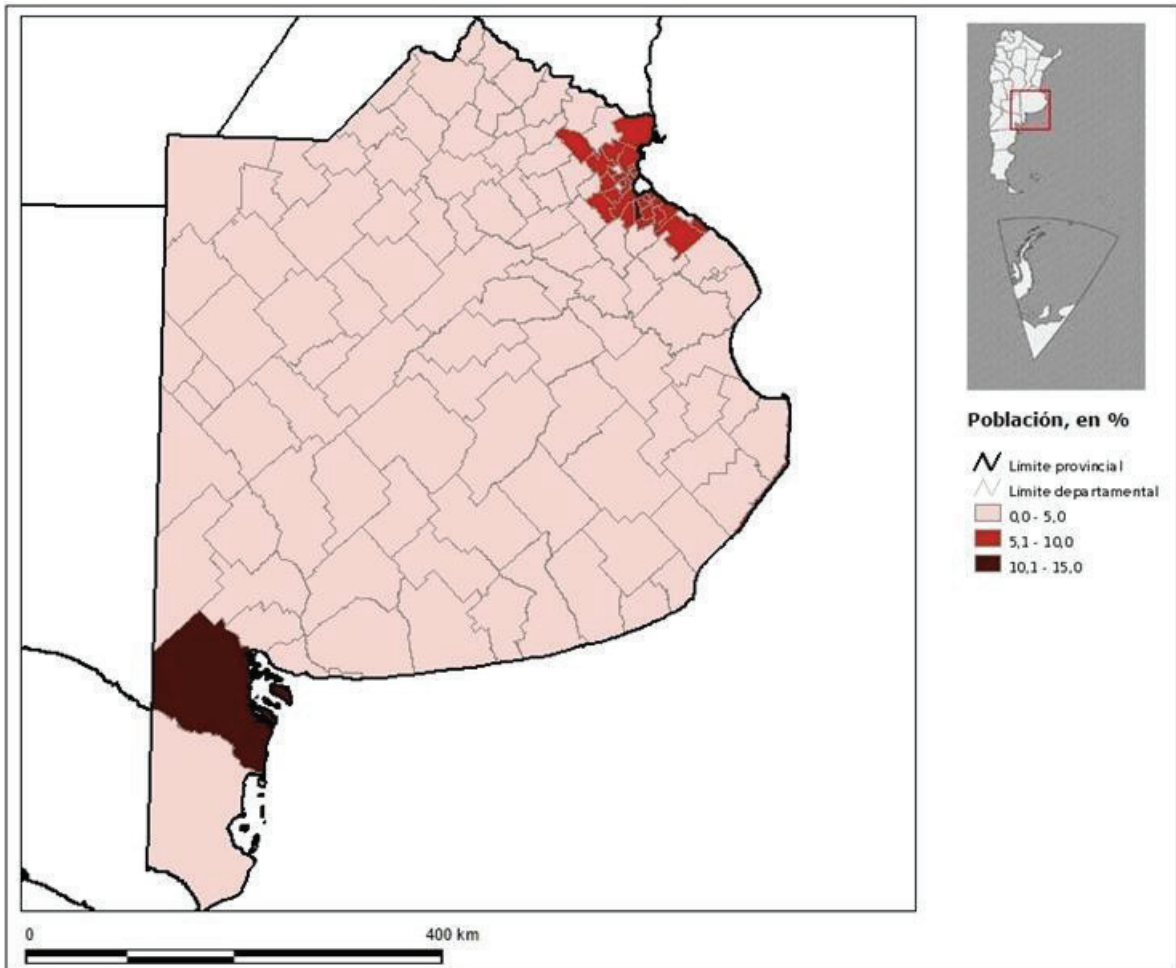 Población, en %
Límite provincial
Límite departamental
0,0 - 5,0
5,1 - 10,0
10,1 - 15,0
0 400 km